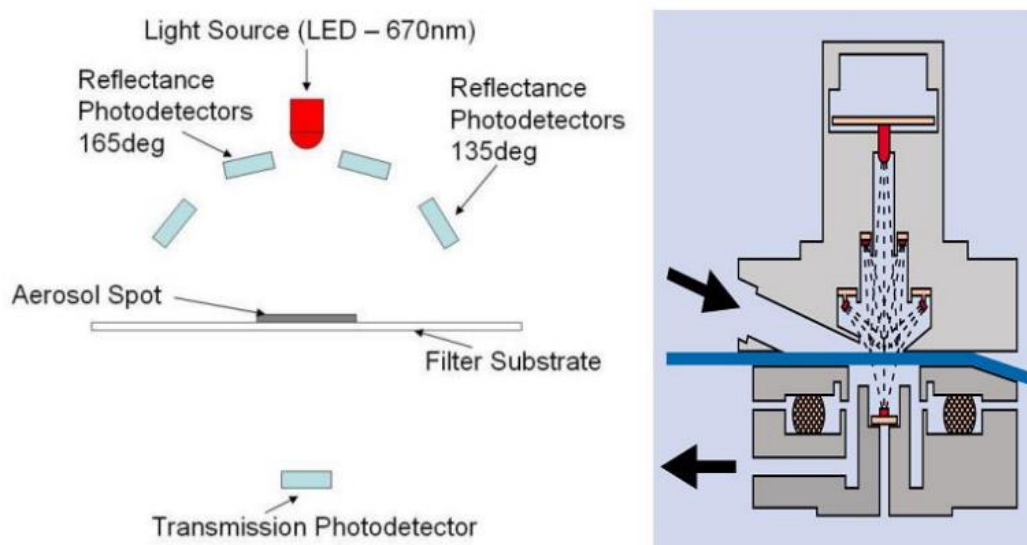 Light Source (LED – 670nm)
Reflectance
Photodetectors
165deg
Reflectance
Photodetectors
135deg
Aerosol Spot
Filter Substrate
Transmission Photodetector